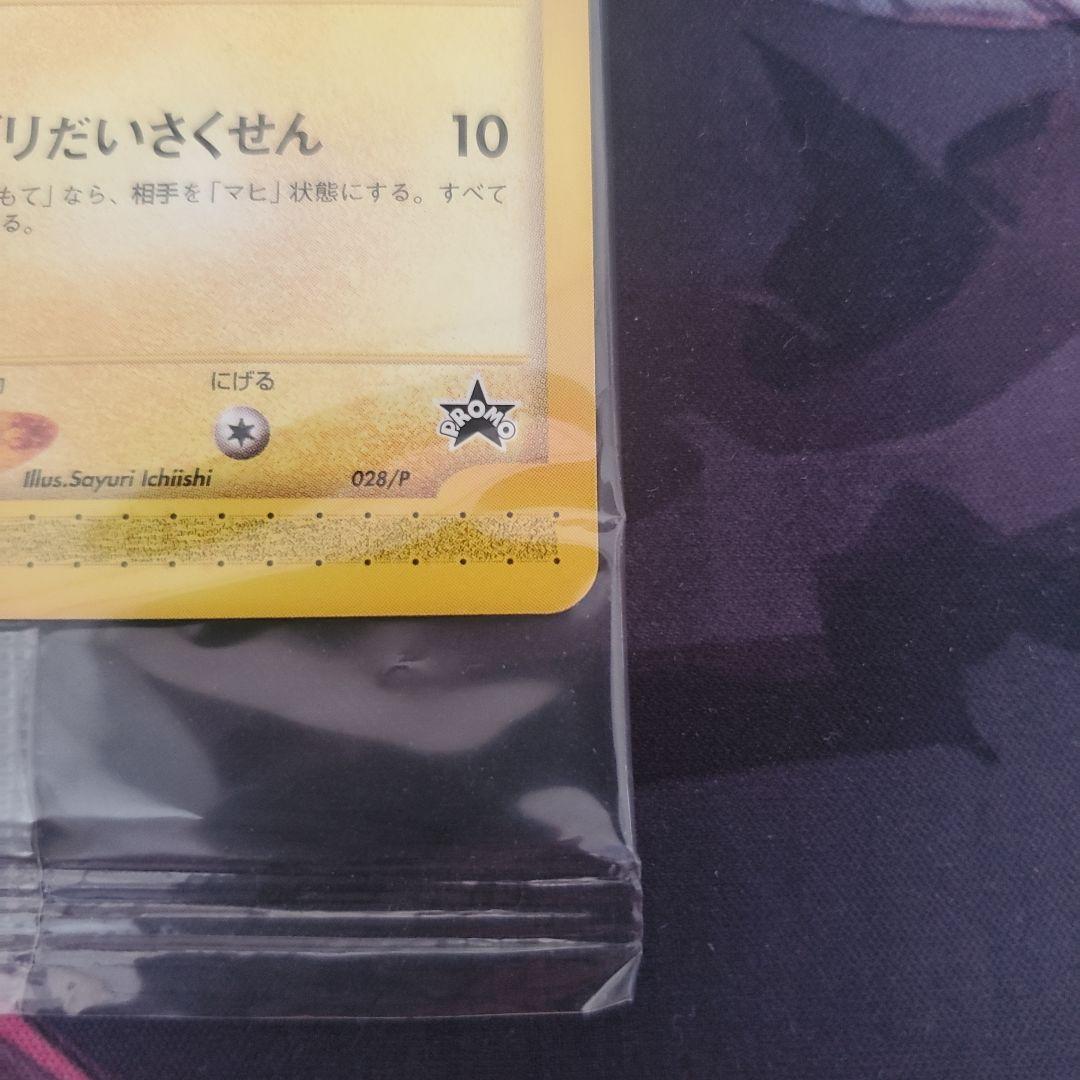 リだいさくせん 10
もて」なら、相手を「マヒ」状態にする。すべて
る。
にげる
PROMO
Illus.Sayuri Ichiishi 028/P